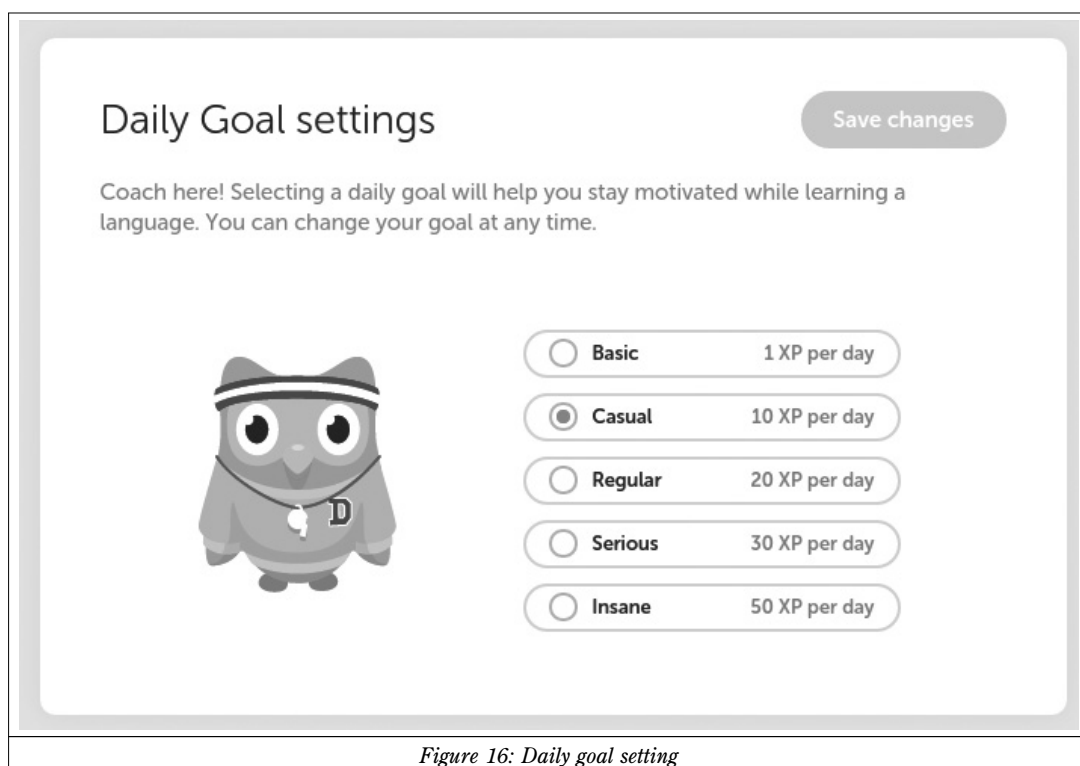 Daily Goal settings
Save changes
Coach here! Selecting a daily goal will help you stay motivated while learning a
language. You can change your goal at any time.
Basic 1 XP per day
Casual 10 XP per day
Regular 20 XP per day
Serious 30 XP per day
Insane 50 XP per day
D
Figure 16: Daily goal setting